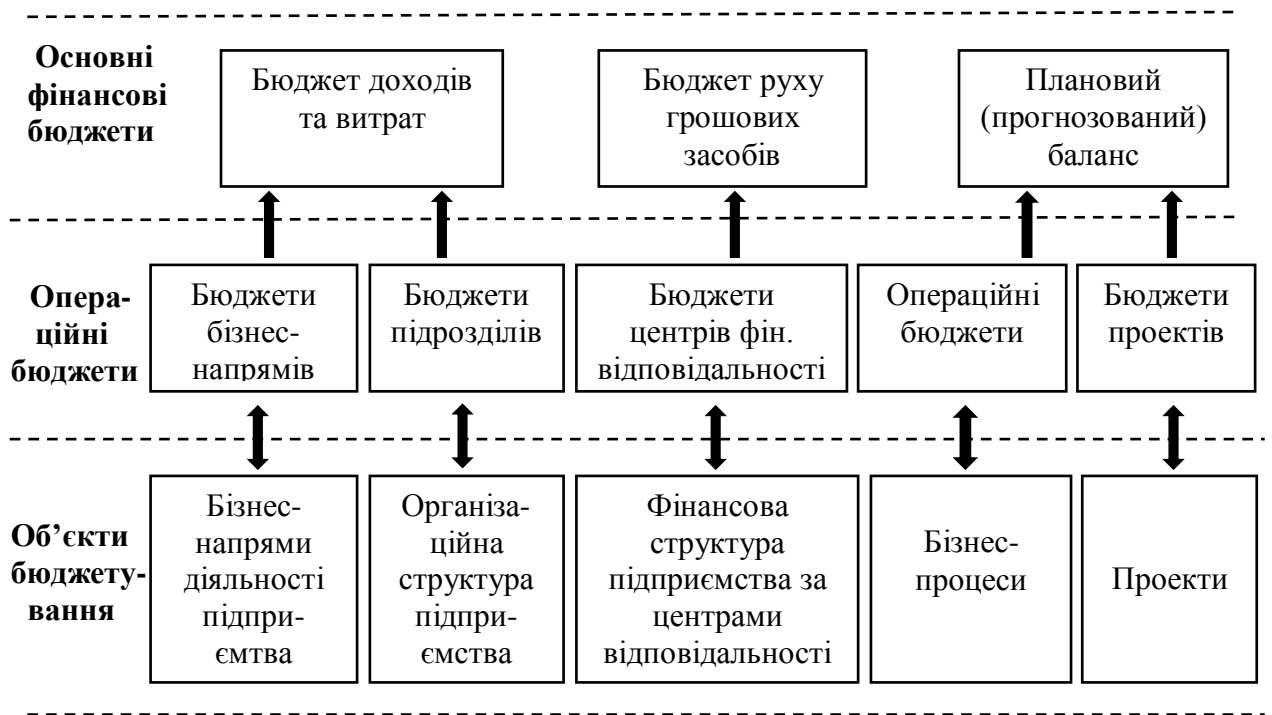 Основні
фінансові
бюджети
Бюджет доходів
та витрат
Бюджет руху
грошових
засобів
Плановий
(прогнозований)
баланс
Опера-
ційні
бюджети
Бюджети
бізнес-
напрямів
Бюджети
підрозділів
Бюджети
центрів фін.
відповідальності
Операційні
бюджети
Бюджети
проектів
Об’єкти
бюджету-
вання
Бізнес-
напрями
діяльності
підпри-
ємтва
Організа-
ційна
структура
підпри-
ємства
Фінансова
структура
підприємства за
центрами
відповідальності
Бізнес-
процеси
Проекти